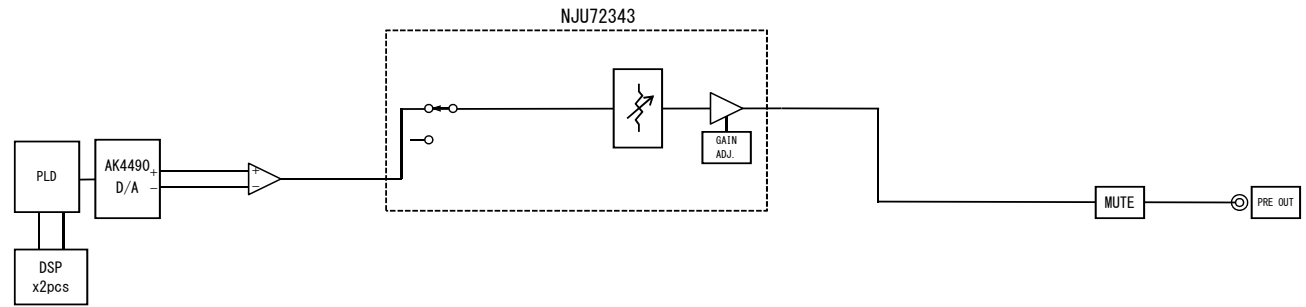 NJU72343
GAIN
ADJ.
PLD
AK4490
D/A
+
−
+
−
MUTE
PRE OUT
DSP
x2pcs